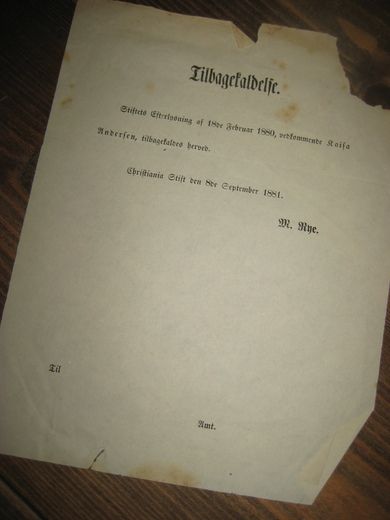 Tilbagekaldelse.
Stiftets Efterlysning af 18de Februar 1880, vedkommende Kaisa
Andersen, tilbagekaldes herved.
Christiania Stift den 8de September 1881.
M. Nye.
Til
Amt.